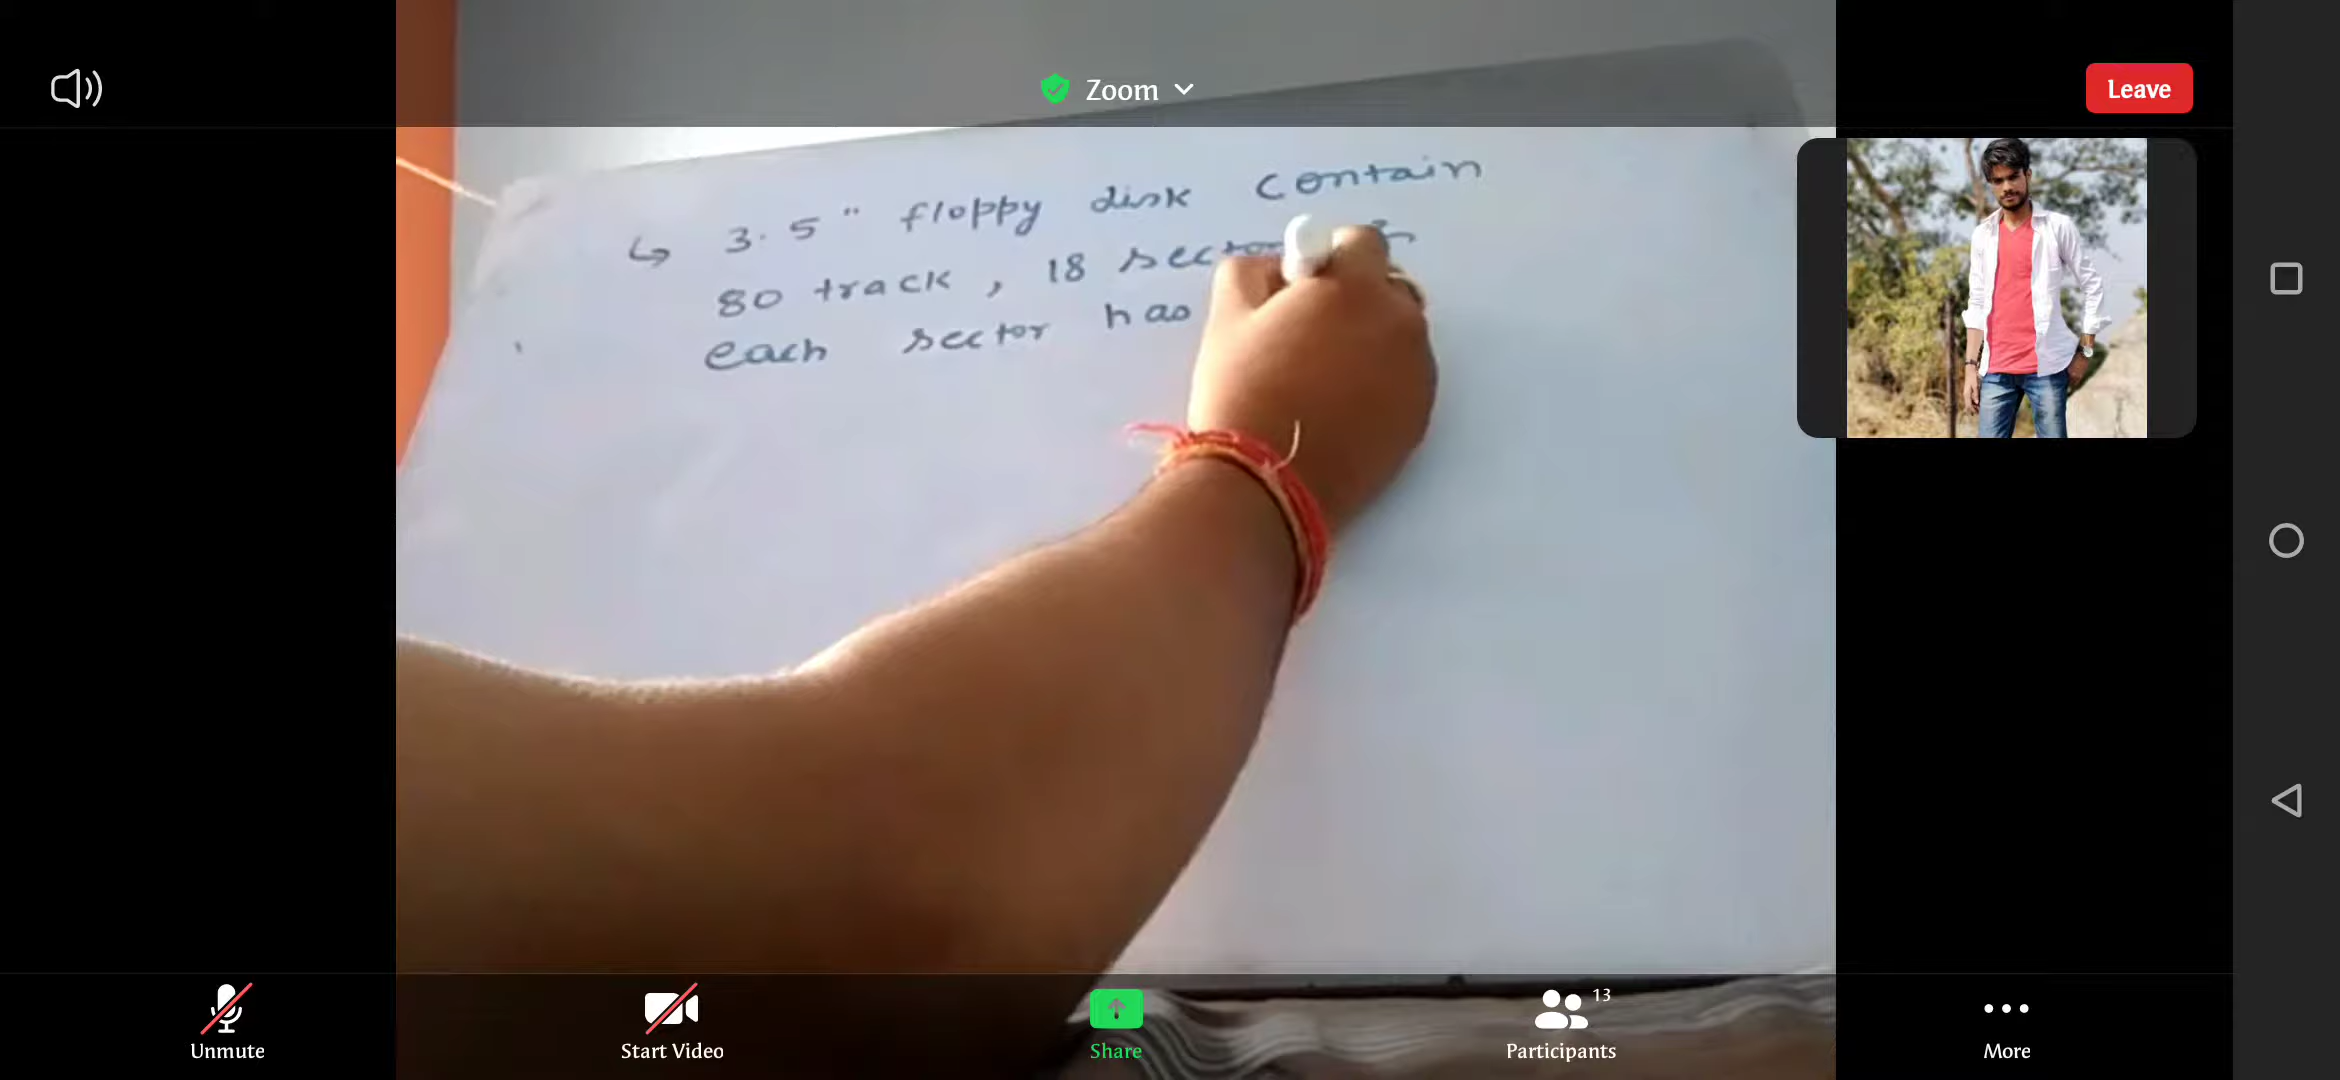 Zoom
Leave
↳ 3.5" floppy disk contain
80 track, 18 sector
each sector has
Unmute
Start Video
Share
13
Participants
More